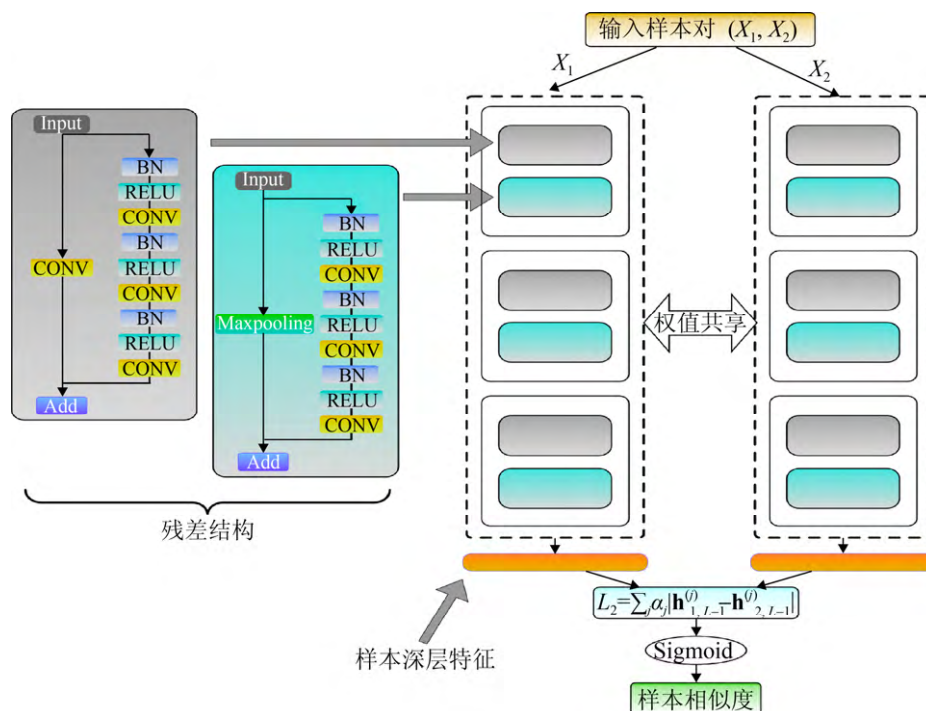 输入样本对 (X₁, X₂)
X₁
X₂
Input
BN
RELU
CONV
BN
RELU
CONV
BN
RELU
CONV
CONV
Add
Input
BN
RELU
CONV
BN
RELU
CONV
BN
RELU
CONV
Maxpooling
Add
残差结构
权值共享
样本深层特征
L₂=∑ⱼαⱼ|h⁽ʲ⁾₁, L₋₁-h⁽ʲ⁾₂, L₋₁|
Sigmoid
样本相似度